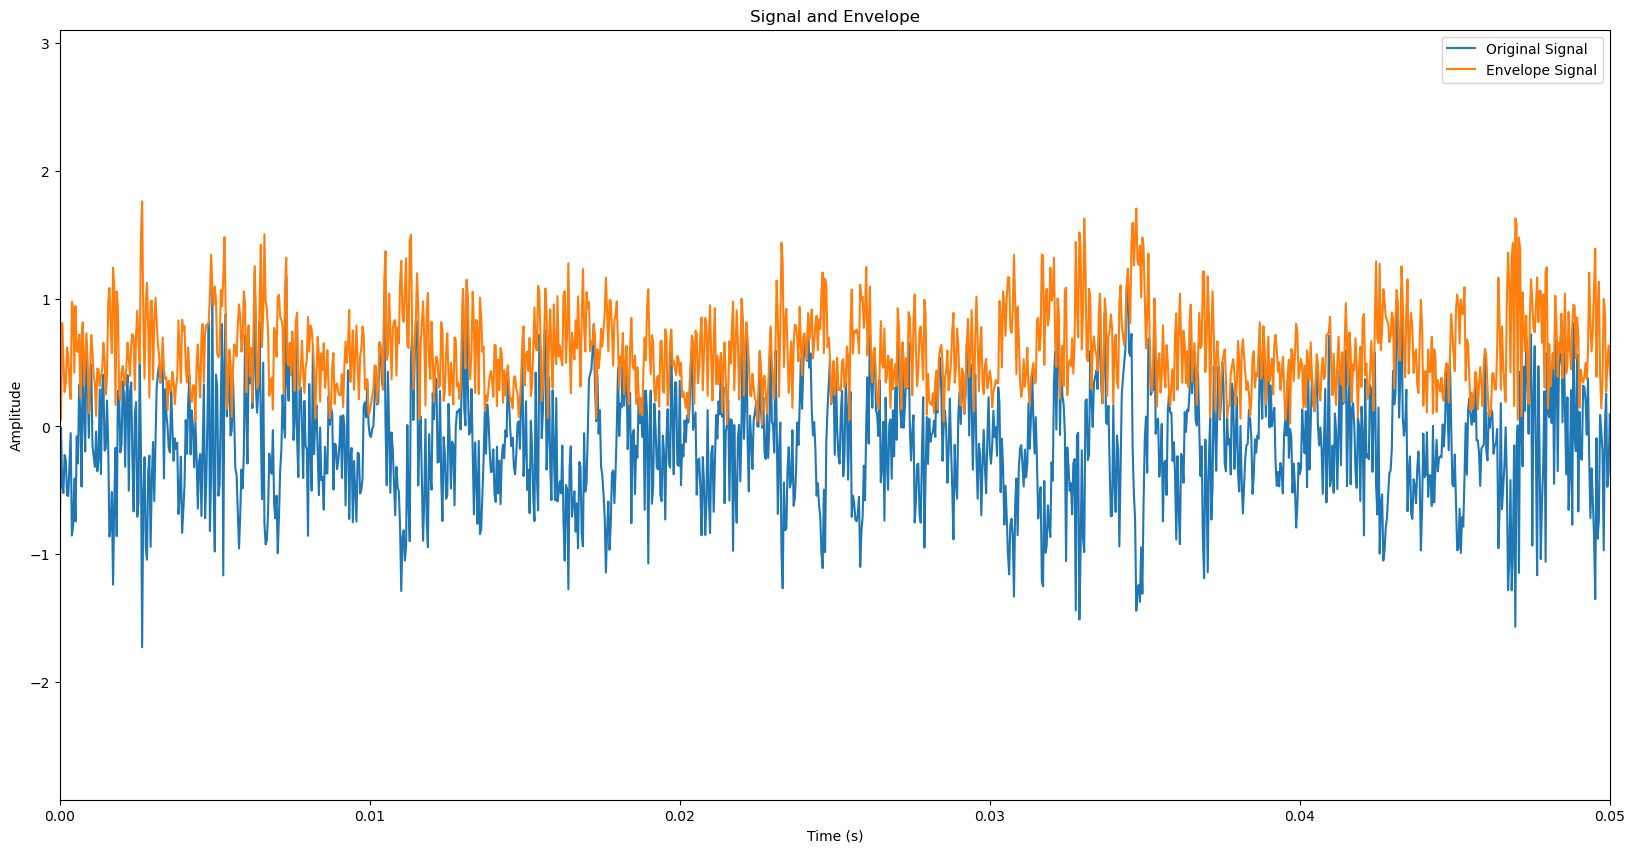 Signal and Envelope
3
2
1
0
−1
−2
Amplitude
Original Signal
Envelope Signal
0.00
0.01
0.02
0.03
0.04
0.05
Time (s)